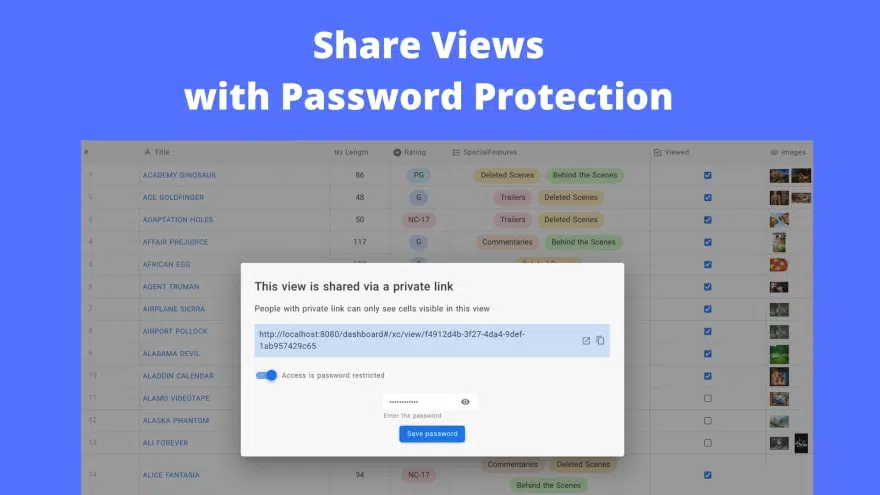 Share Views
with Password Protection
# Title Length Rating SpecialFeatures Viewed Images
1 ACADEMY DINOSAUR 86 PG Deleted Scenes Behind the Scenes
2 ACE GOLDFINGER 48 G Trailers Deleted Scenes
3 ADAPTATION HOLES 50 NC-17 Trailers Deleted Scenes
4 AFFAIR PREJUDICE 117 G Commentaries Behind the Scenes
5 AFRICAN EGG
6 AGENT TRUMAN
7 AIRPLANE SIERRA
8 AIRPORT POLLOCK
9 ALABAMA DEVIL
10 ALADDIN CALENDAR
11 ALAMO VIDEOTAPE
12 ALASKA PHANTOM
13 ALI FOREVER
14 ALICE FANTASIA 94 NC-17 Commentaries Deleted Scenes
Behind the Scenes
This view is shared via a private link
People with private link can only see cells visible in this view
http://localhost:8080/dashboard#/xc/view/f4912d4b-3f27-4da4-9def-
1ab957429c65
Access is password restricted
Enter the password
Save password